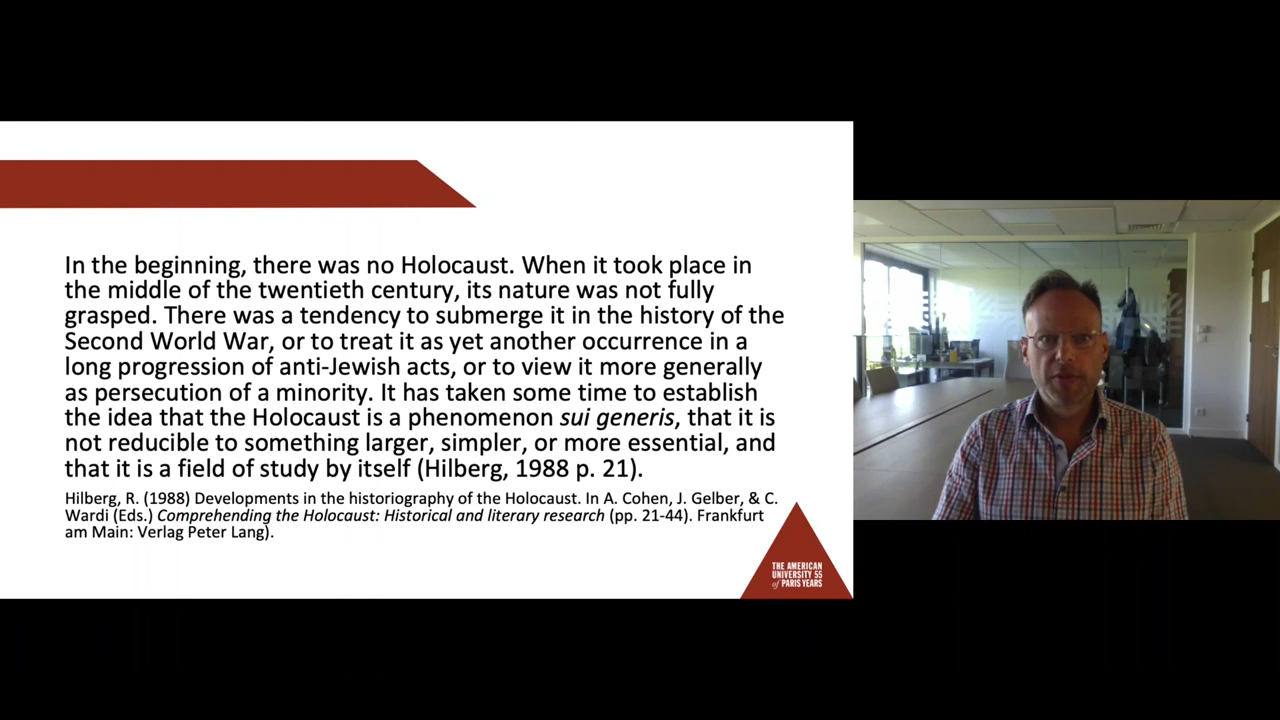 In the beginning, there was no Holocaust. When it took place in
the middle of the twentieth century, its nature was not fully
grasped. There was a tendency to submerge it in the history of the
Second World War, or to treat it as yet another occurrence in a
long progression of anti-Jewish acts, or to view it more generally
as persecution of a minority. It has taken some time to establish
the idea that the Holocaust is a phenomenon sui generis, that it is
not reducible to something larger, simpler, or more essential, and
that it is a field of study by itself (Hilberg, 1988 p. 21).
Hilberg, R. (1988) Developments in the historiography of the Holocaust. In A. Cohen, J. Gelber, & C.
Wardi (Eds.) Comprehending the Holocaust: Historical and literary research (pp. 21-44). Frankfurt
am Main: Verlag Peter Lang).
THE AMERICAN
UNIVERSITY 55
of PARIS YEARS